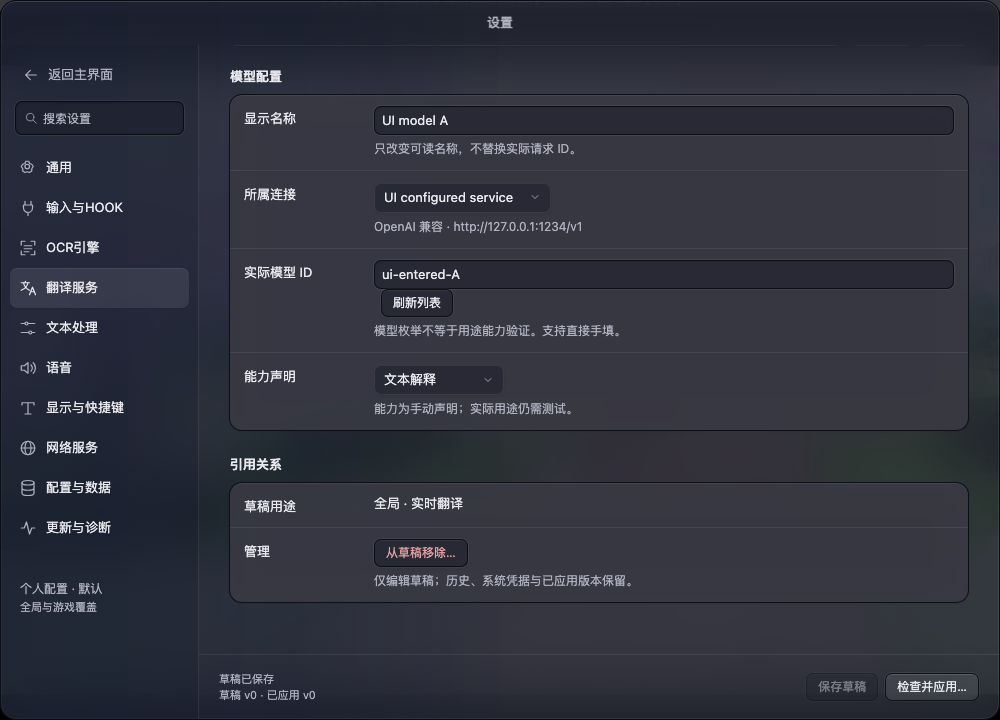 设置
返回主界面
搜索设置
通用
输入与HOOK
OCR引擎
翻译服务
文本处理
语音
显示与快捷键
网络服务
配置与数据
更新与诊断
个人配置 · 默认
全局与游戏覆盖
模型配置
显示名称
UI model A
只改变可读名称，不替换实际请求 ID。
所属连接
UI configured service
OpenAI 兼容 · http://127.0.0.1:1234/v1
实际模型 ID
ui-entered-A
刷新列表
模型枚举不等于用途能力验证。支持直接手填。
能力声明
文本解释
能力为手动声明；实际用途仍需测试。
引用关系
草稿用途
全局 · 实时翻译
管理
从草稿移除...
仅编辑草稿；历史、系统凭据与已应用版本保留。
草稿已保存
草稿 v0 · 已应用 v0
保存草稿
检查并应用...